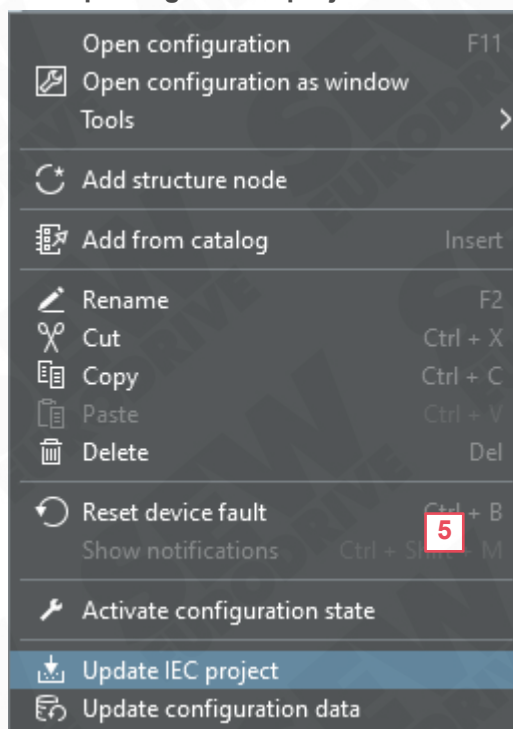 Open configuration F11
Open configuration as window
Tools
Add structure node
Add from catalog Insert
Rename F2
Cut Ctrl + X
Copy Ctrl + C
Paste Ctrl + V
Delete Del
Reset device fault Ctrl + B
5
Show notifications Ctrl + Shift + M
Activate configuration state
Update IEC project
Update configuration data
SEW
EURODRIVE